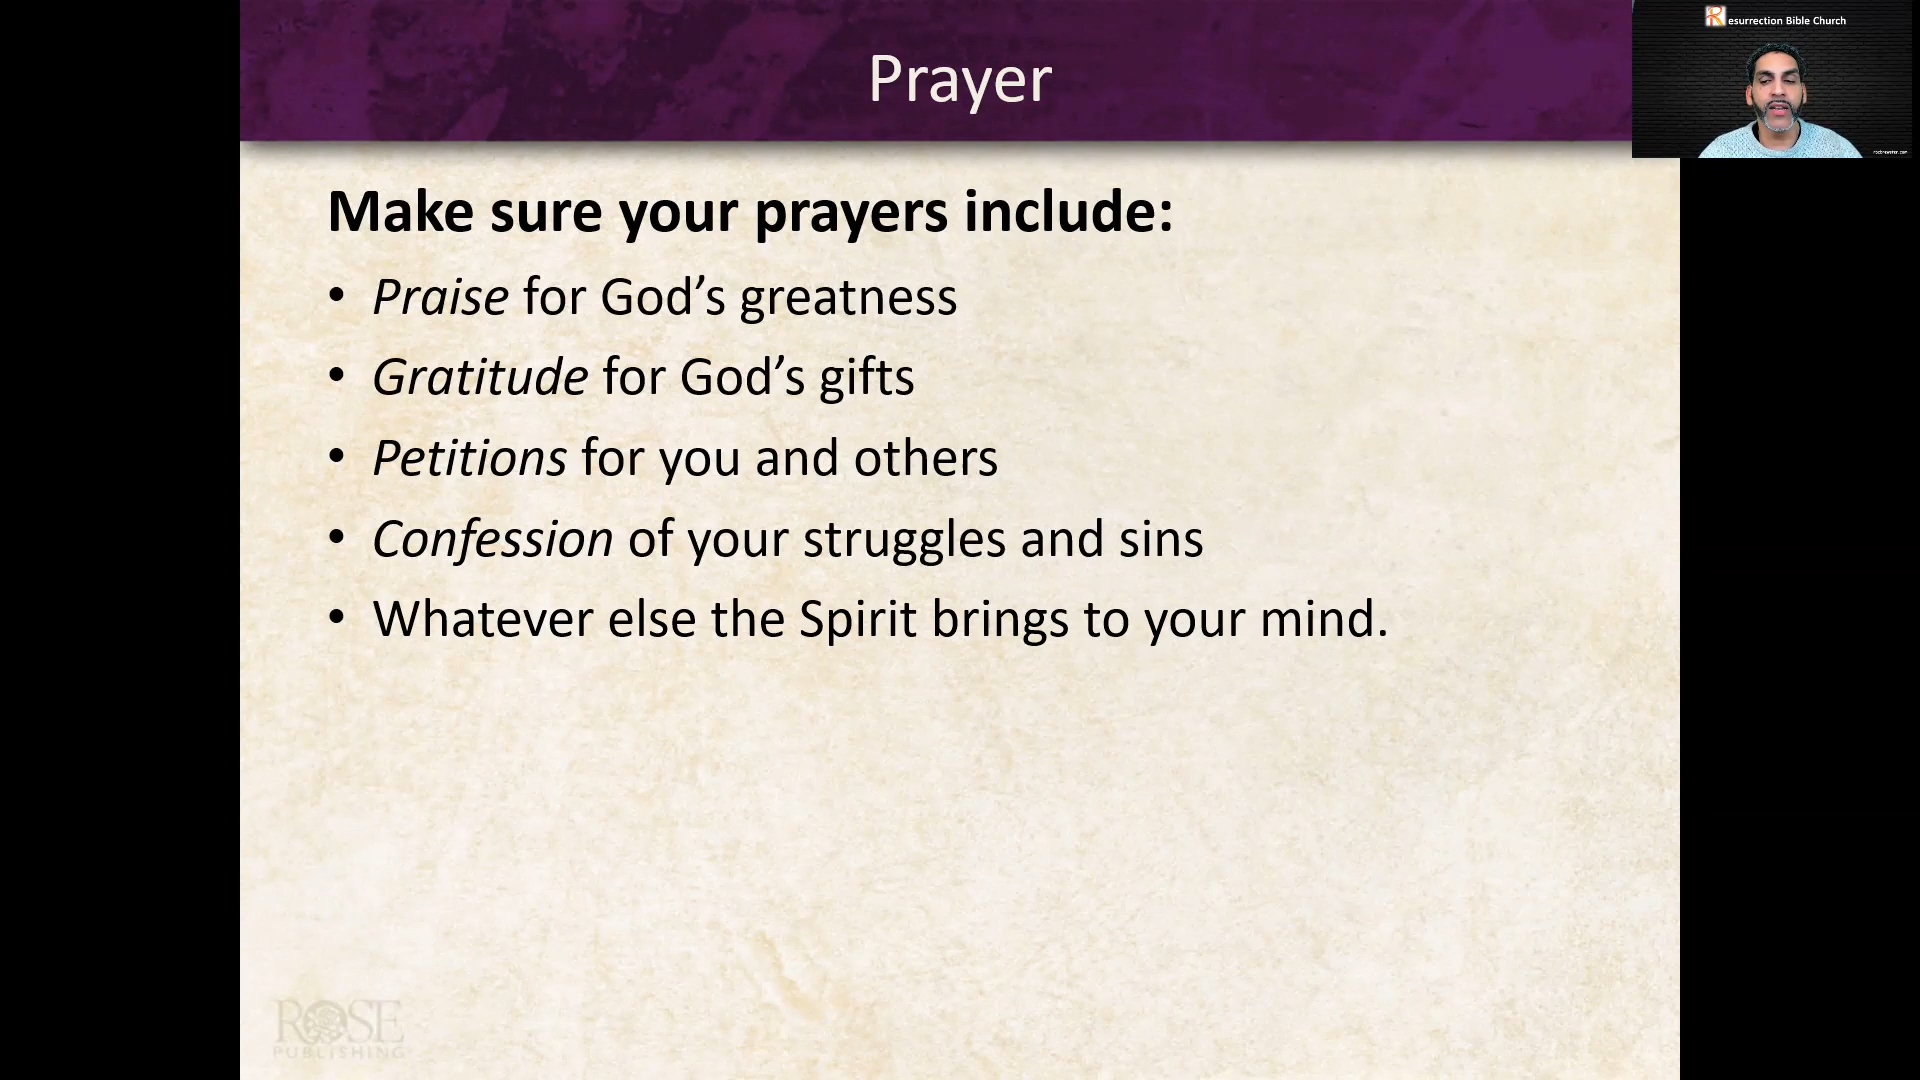 Prayer
Resurrection Bible Church
Make sure your prayers include:
• Praise for God’s greatness
• Gratitude for God’s gifts
• Petitions for you and others
• Confession of your struggles and sins
• Whatever else the Spirit brings to your mind.
ROSE
PUBLISHING